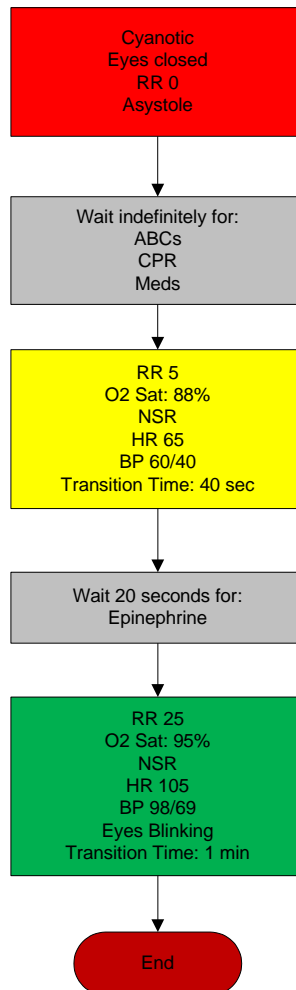 Cyanotic
Eyes closed
RR 0
Asystole
Wait indefinitely for:
ABCs
CPR
Meds
RR 5
O2 Sat: 88%
NSR
HR 65
BP 60/40
Transition Time: 40 sec
Wait 20 seconds for:
Epinephrine
RR 25
O2 Sat: 95%
NSR
HR 105
BP 98/69
Eyes Blinking
Transition Time: 1 min
End